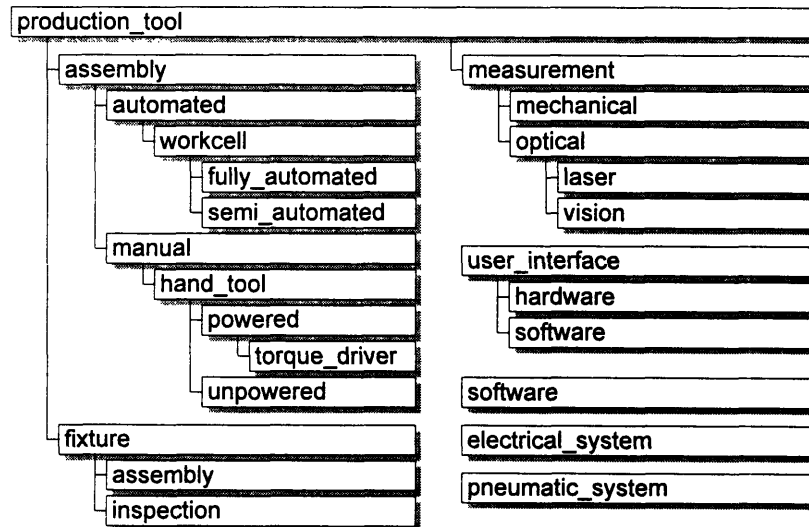 production_tool
assembly
automated
workcell
fully_automated
semi_automated
manual
hand_tool
powered
torque_driver
unpowered
fixture
assembly
inspection
measurement
mechanical
optical
laser
vision
user_interface
hardware
software
software
electrical_system
pneumatic_system